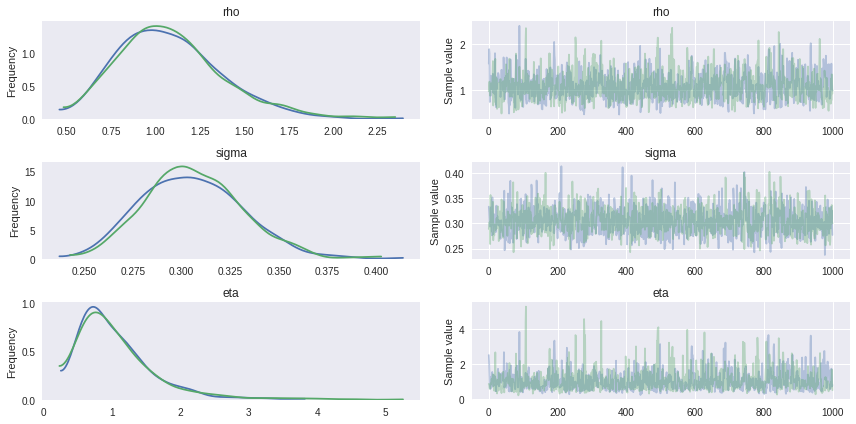 rho
Frequency
1.0
0.5
0.0
0.50 0.75 1.00 1.25 1.50 1.75 2.00 2.25
rho
Sample value
2
1
0 200 400 600 800 1000
sigma
Frequency
15
10
5
0
0.250 0.275 0.300 0.325 0.350 0.375 0.400
sigma
Sample value
0.40
0.35
0.30
0.25
0 200 400 600 800 1000
eta
Frequency
1.0
0.5
0.0
0 1 2 3 4 5
eta
Sample value
4
2
0
0 200 400 600 800 1000